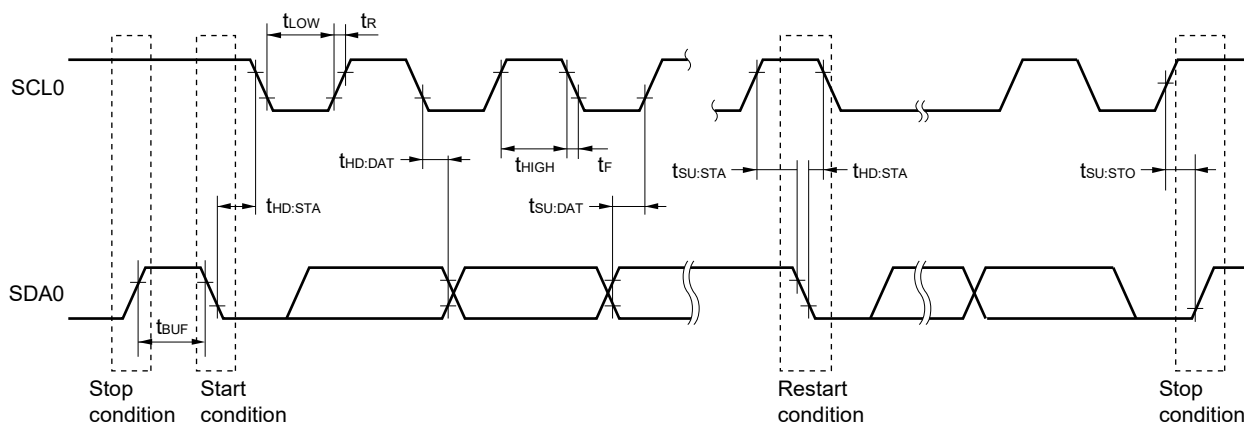 tLOW tR
SCL0
tHD:DAT tHIGH tF tSU:STA tHD:STA tSU:STO
tHD:STA tSU:DAT
SDA0
tBUF
Stop condition
Start condition
Restart condition
Stop condition